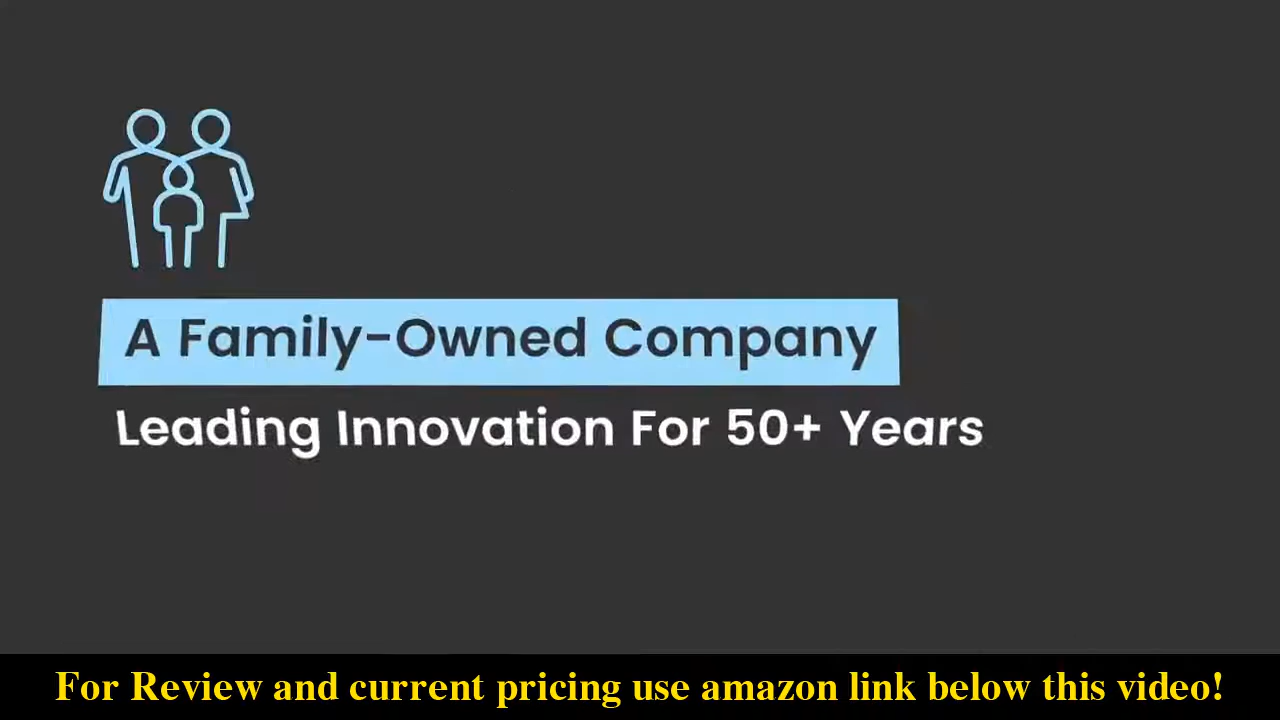 A Family-Owned Company
Leading Innovation For 50+ Years
For Review and current pricing use amazon link below this video!